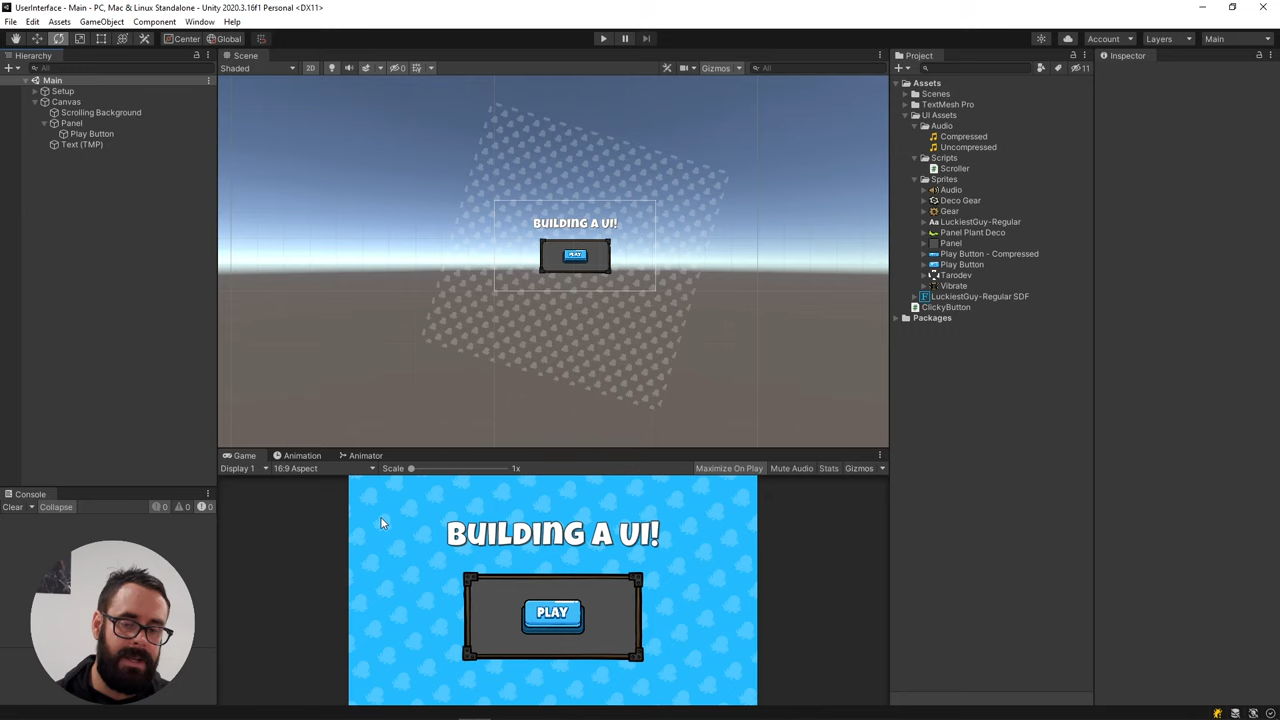 UserInterface - Main - PC, Mac & Linux Standalone - Unity 2020.3.16f1 Personal <DX11>
File Edit Assets GameObject Component Window Help
Center Global Account Layers Main
Hierarchy
All
Main
Setup
Canvas
Scrolling Background
Panel
Play Button
Text (TMP)
Scene
Shaded 2D 0 Gizmos All
BUILDING A UI!
PLAY
Game Animation Animator
Display 1 16:9 Aspect Scale 1x Maximize On Play Mute Audio Stats Gizmos
BUILDING A UI!
PLAY
Console
Clear Collapse 0 0 0
Project
11
Assets
Scenes
TextMesh Pro
UI Assets
Audio
Compressed
Uncompressed
Scripts
Scroller
Sprites
Audio
Deco Gear
Gear
Aa LuckiestGuy-Regular
Panel Plant Deco
Panel
Play Button - Compressed
Play Button
Tarodev
Vibrate
F LuckiestGuy-Regular SDF
ClickyButton
Packages
Inspector